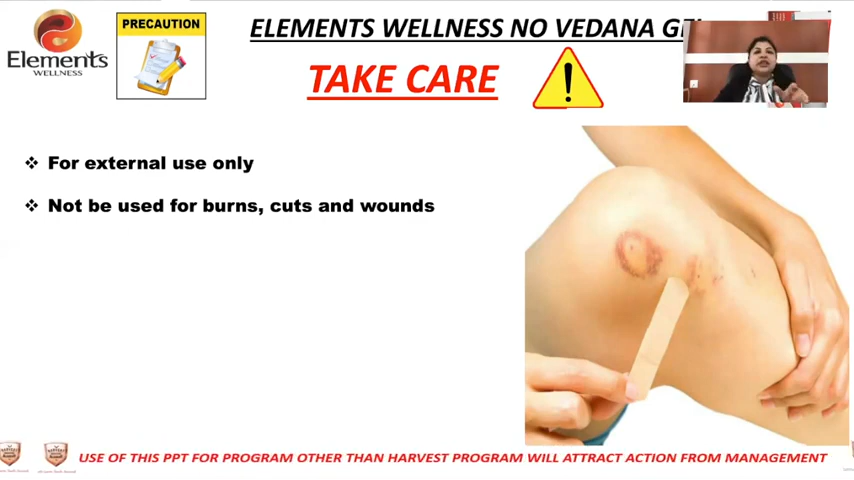 Elements
WELLNESS
PRECAUTION
ELEMENTS WELLNESS NO VEDANA
TAKE CARE
❖ For external use only
❖ Not be used for burns, cuts and wounds
USE OF THIS PPT FOR PROGRAM OTHER THAN HARVEST PROGRAM WILL ATTRACT ACTION FROM MANAGEMENT